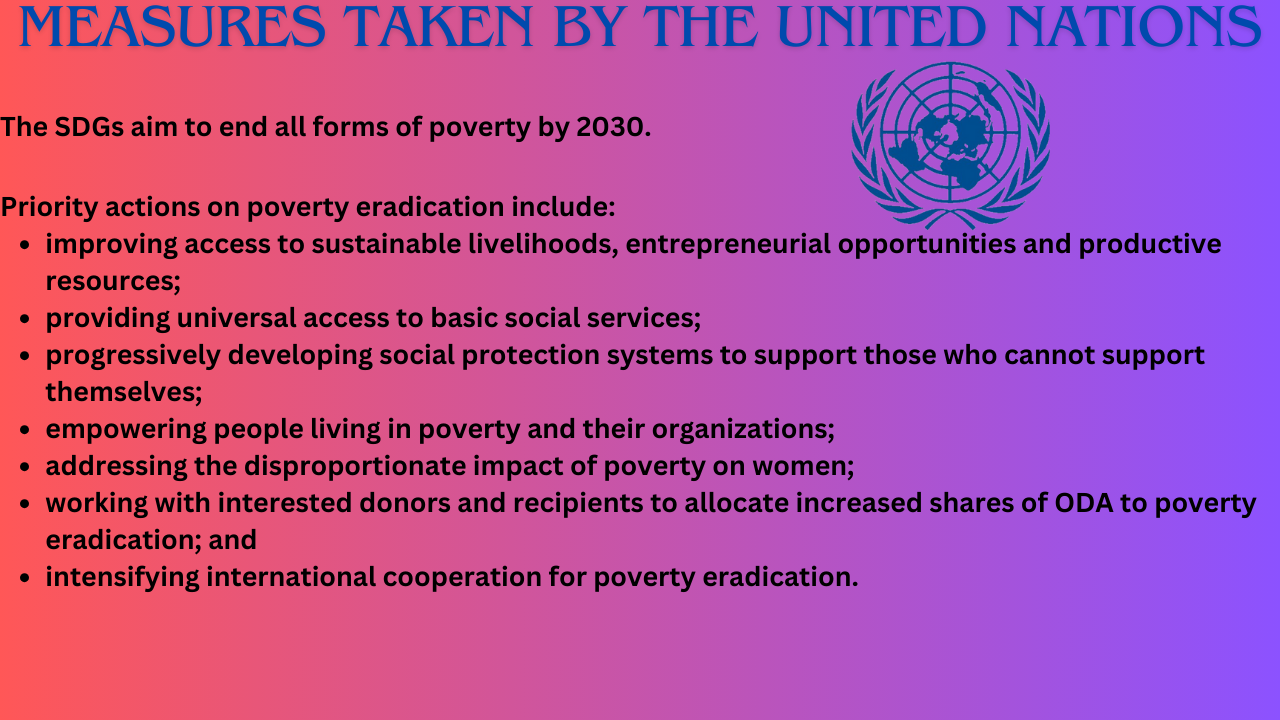 MEASURES TAKEN BY THE UNITED NATIONS
The SDGs aim to end all forms of poverty by 2030.
Priority actions on poverty eradication include:
• improving access to sustainable livelihoods, entrepreneurial opportunities and productive
resources;
• providing universal access to basic social services;
• progressively developing social protection systems to support those who cannot support
themselves;
• empowering people living in poverty and their organizations;
• addressing the disproportionate impact of poverty on women;
• working with interested donors and recipients to allocate increased shares of ODA to poverty
eradication; and
• intensifying international cooperation for poverty eradication.